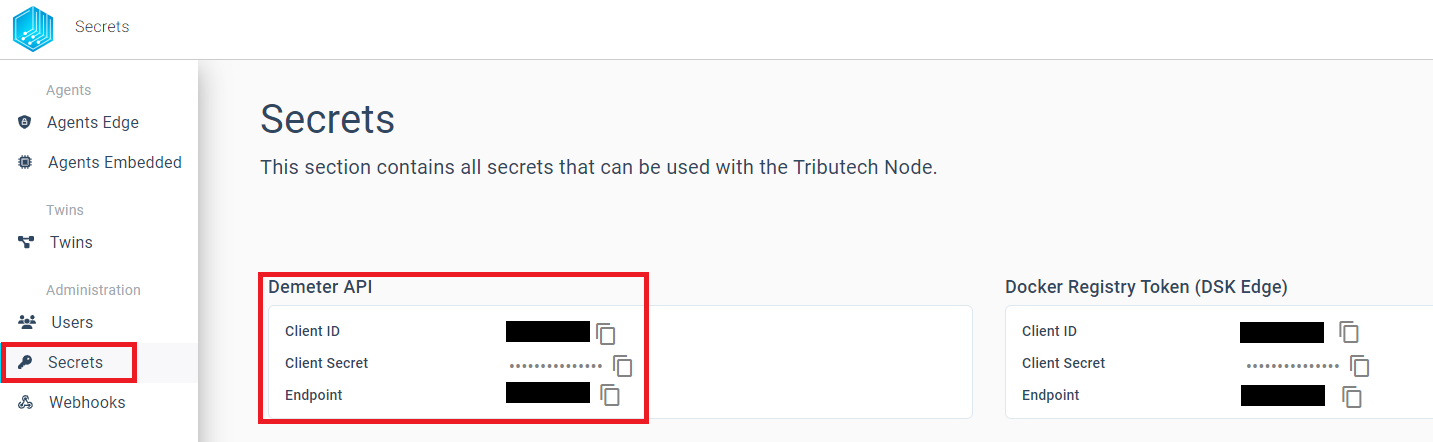 Secrets
Agents
Agents Edge
Agents Embedded
Twins
Twins
Administration
Users
Secrets
Webhooks
Secrets
This section contains all secrets that can be used with the Tributech Node.
Demeter API
Client ID
Client Secret ···············
Endpoint
Docker Registry Token (DSK Edge)
Client ID
Client Secret ···············
Endpoint